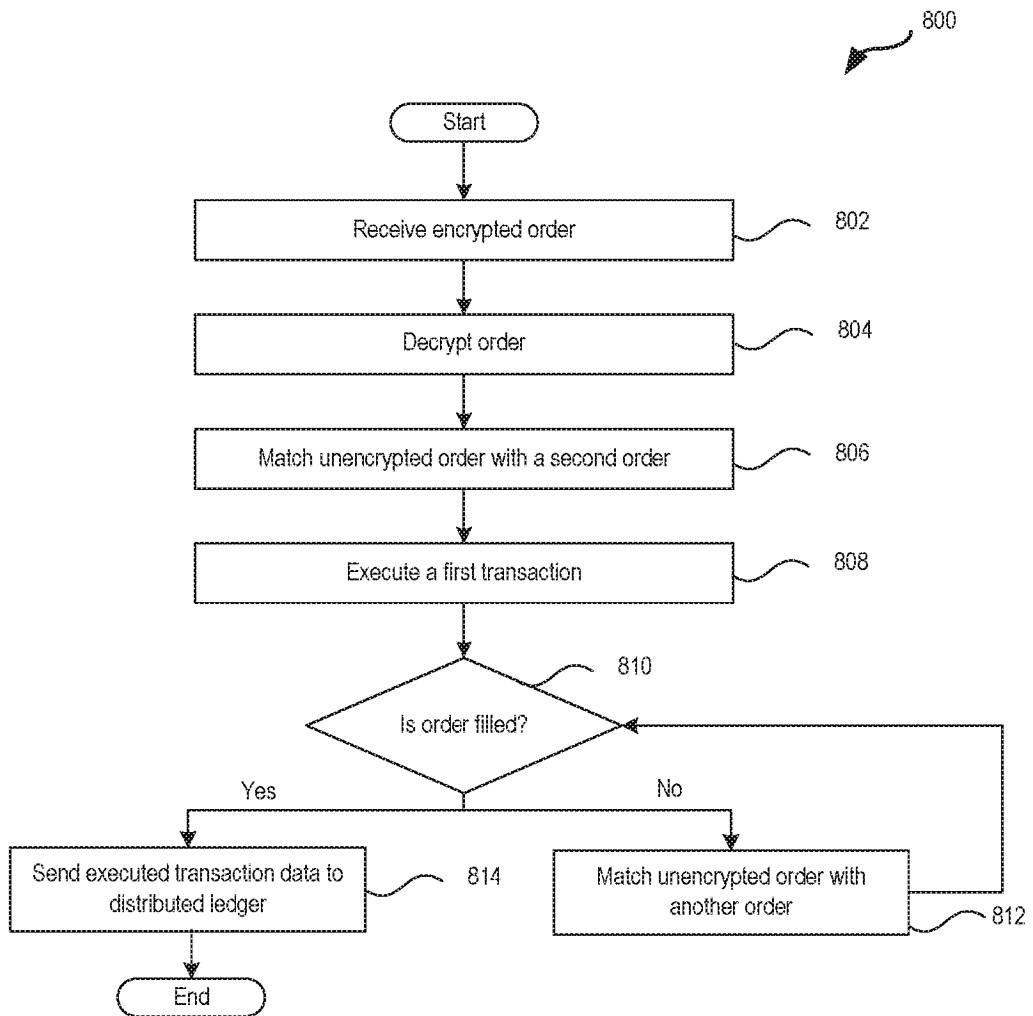 800
Start
Receive encrypted order
802
Decrypt order
804
Match unencrypted order with a second order
806
Execute a first transaction
808
810
Is order filled?
Yes
No
Send executed transaction data to
distributed ledger
814
Match unencrypted order with
another order
812
End